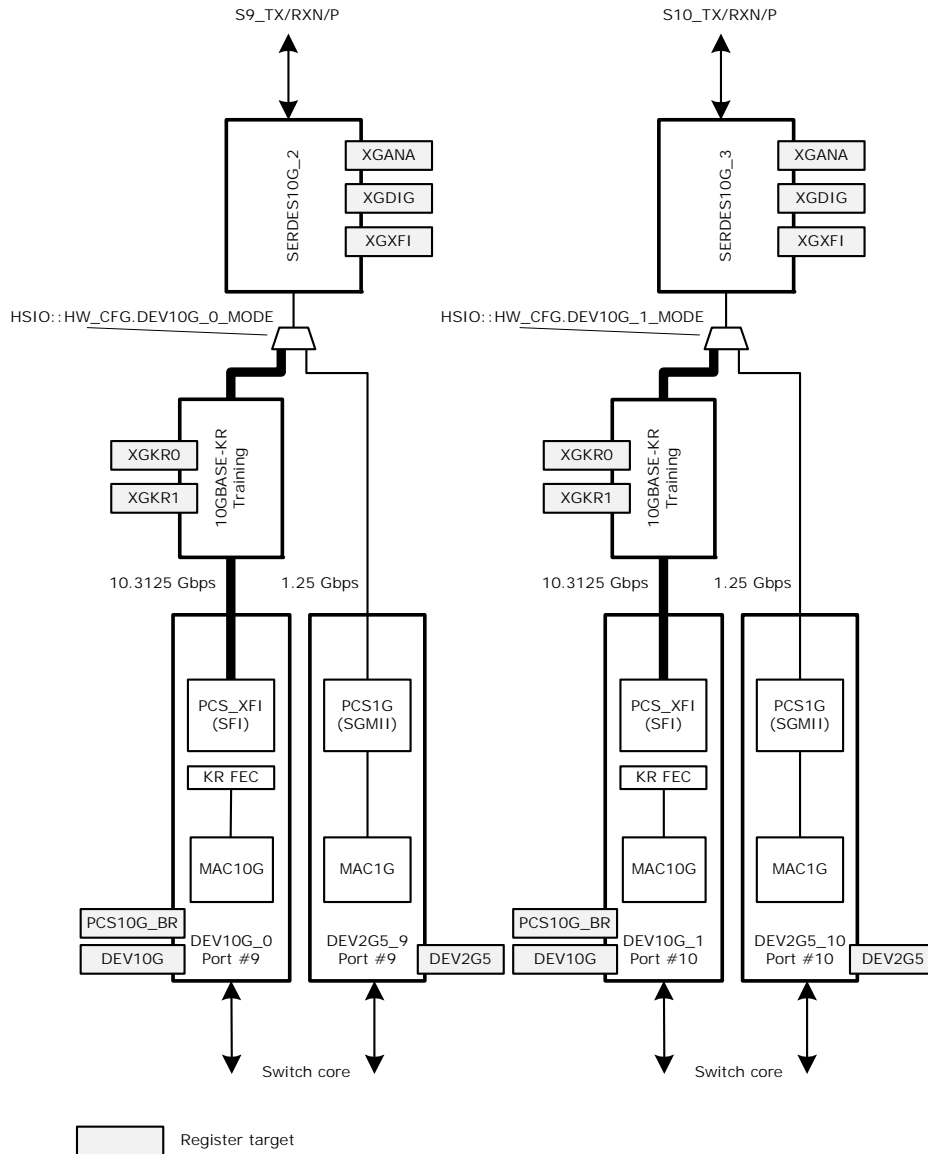 S9_TX/RXN/P
S10_TX/RXN/P
SERDES10G_2
XGANA
XGDIG
XGXFI
SERDES10G_3
XGANA
XGDIG
XGXFI
HSIO::HW_CFG.DEV10G_0_MODE
HSIO::HW_CFG.DEV10G_1_MODE
XGKR0
XGKR1
10GBASE-KR
Training
XGKR0
XGKR1
10GBASE-KR
Training
10.3125 Gbps
1.25 Gbps
10.3125 Gbps
1.25 Gbps
PCS_XFI
(SFI)
PCS1G
(SGMII)
PCS_XFI
(SFI)
PCS1G
(SGMII)
KR FEC
KR FEC
MAC10G
MAC1G
MAC10G
MAC1G
PCS10G_BR
DEV10G
DEV10G_0
Port #9
DEV2G5_9
Port #9
DEV2G5
PCS10G_BR
DEV10G
DEV10G_1
Port #10
DEV2G5_10
Port #10
DEV2G5
Switch core
Switch core
Register target